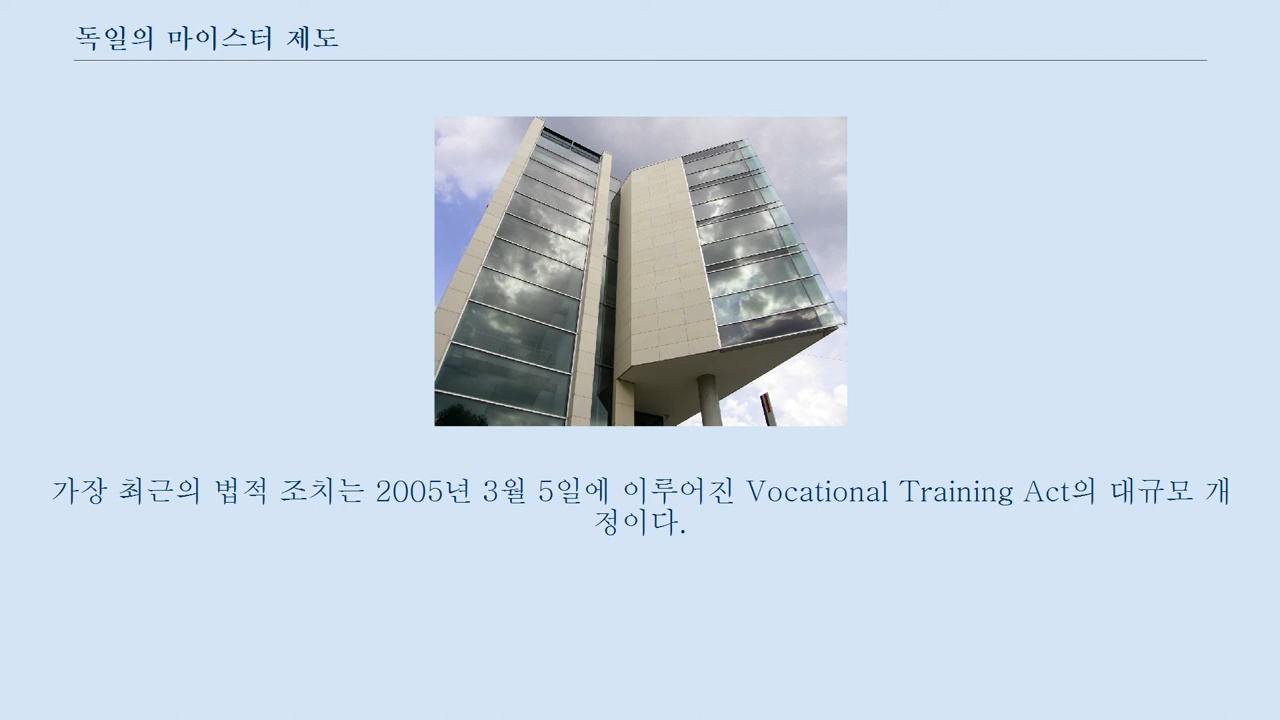 독일의 마이스터 제도
가장 최근의 법적 조치는 2005년 3월 5일에 이루어진 Vocational Training Act의 대규모 개
정이다.